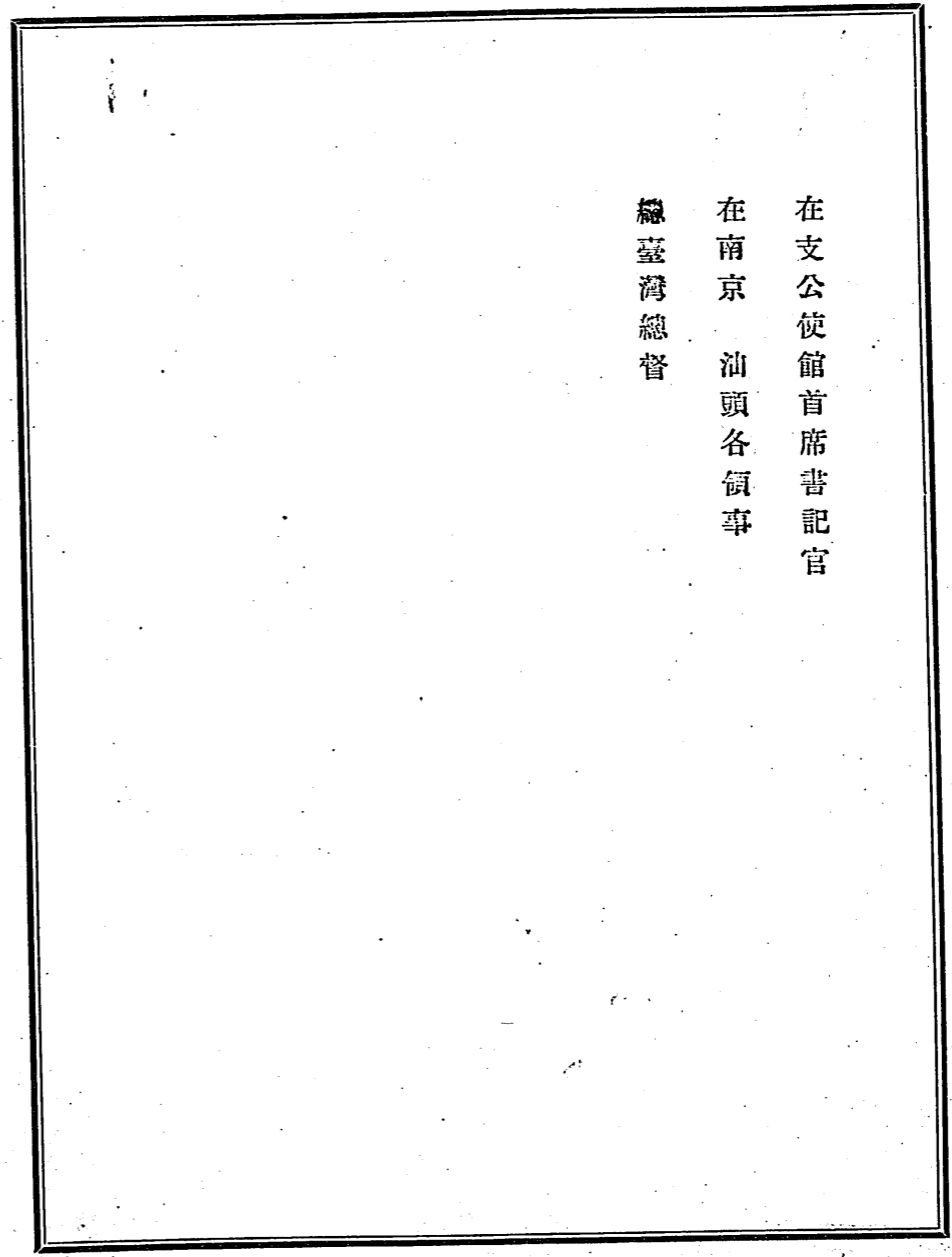 在支公使館首席書記官
在南京　汕頭各領事
臺灣總督